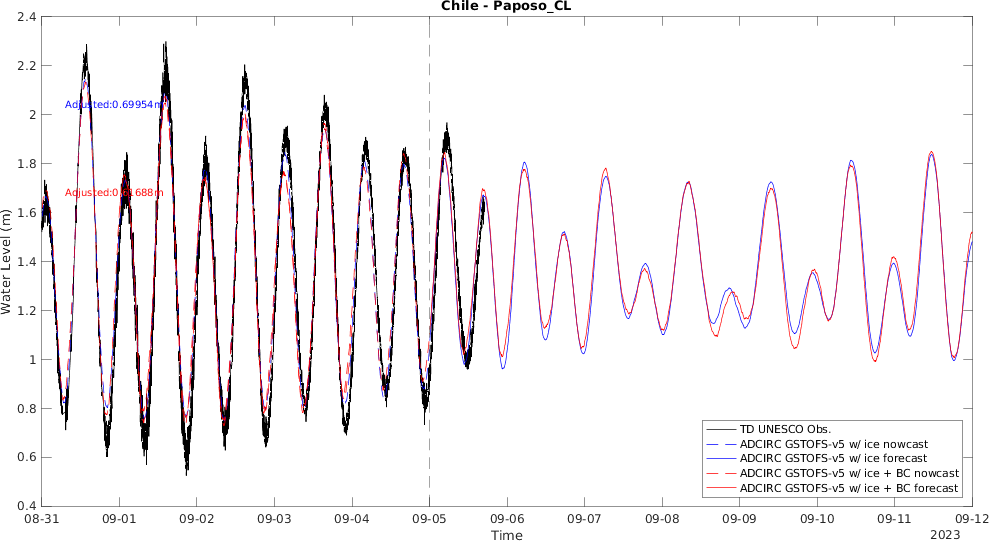 Chile - Paposo_CL
2.4
2.2
2
1.8
1.6
1.4
1.2
1
0.8
0.6
0.4
Water Level (m)
Adjusted:0.69954m
08-31
09-01
09-02
09-03
09-04
09-05
09-06
09-07
09-08
09-09
09-10
09-11
09-12
Time
2023
TD UNESCO Obs.
ADCIRC GSTOFS-v5 w/ ice nowcast
ADCIRC GSTOFS-v5 w/ ice forecast
ADCIRC GSTOFS-v5 w/ ice + BC nowcast
ADCIRC GSTOFS-v5 w/ ice + BC forecast